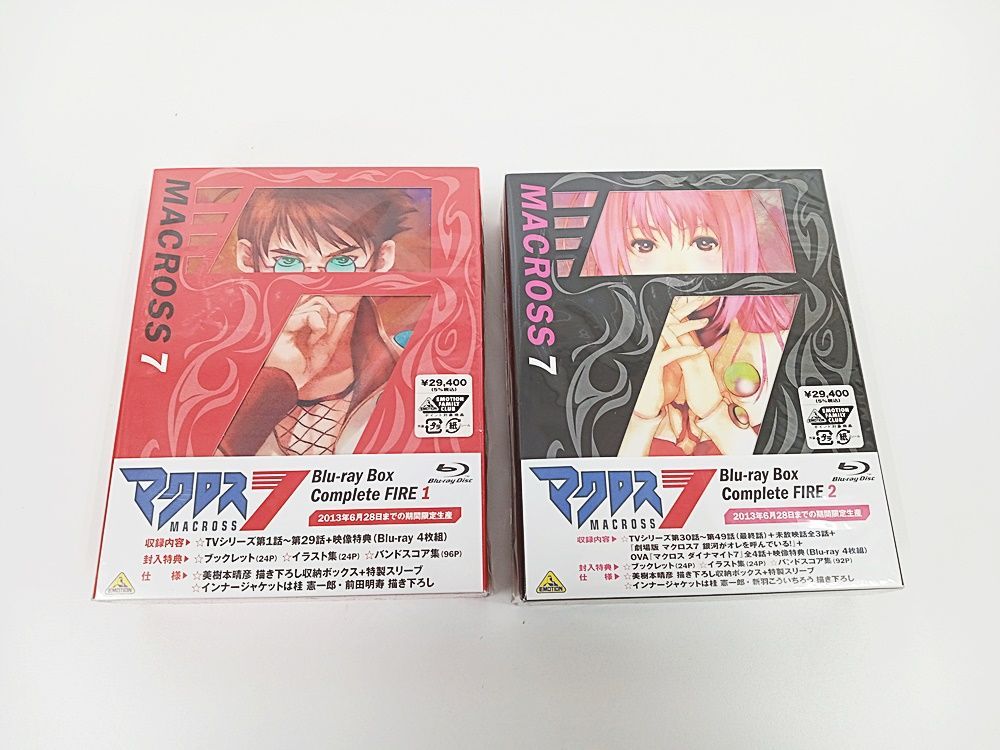 MACROSS 7
¥29,400
(5%税込)
EMOTION
FAMILY
CLUB
紙
マクロス7
MACROSS
Blu-ray Box
Complete FIRE 1
Blu-ray Disc
2013年6月28日までの期間限定生産
収録内容▶ ☆TVシリーズ第1話~第29話+映像特典(Blu-ray 4枚組)
封入特典▶ ☆ブックレット(24P) ☆イラスト集(24P) ☆バンドスコア集(96P)
仕様▶ ☆美樹本晴彦 描き下ろし収納ボックス+特製スリーブ
☆インナージャケットは桂 憲一郎・前田明寿 描き下ろし
EMOTION
MACROSS 7
¥29,400
(5%税込)
EMOTION
FAMILY
CLUB
紙
マクロス7
MACROSS
Blu-ray Box
Complete FIRE 2
Blu-ray Disc
2013年6月28日までの期間限定生産
収録内容▶ ☆TVシリーズ第30話~第49話(最終話)+未放映話全3話+
『劇場版 マクロス7 銀河がオレを呼んでいる!』+
OVA『マクロス ダイナマイト7』全4話+映像特典(Blu-ray 4枚組)
封入特典▶ ☆ブックレット(24P) ☆イラスト集(24P) ☆バンドスコア集(92P)
仕様▶ ☆美樹本晴彦 描き下ろし収納ボックス+特製スリーブ
☆インナージャケットは桂 憲一郎・新羽こういちろう 描き下ろし
EMOTION